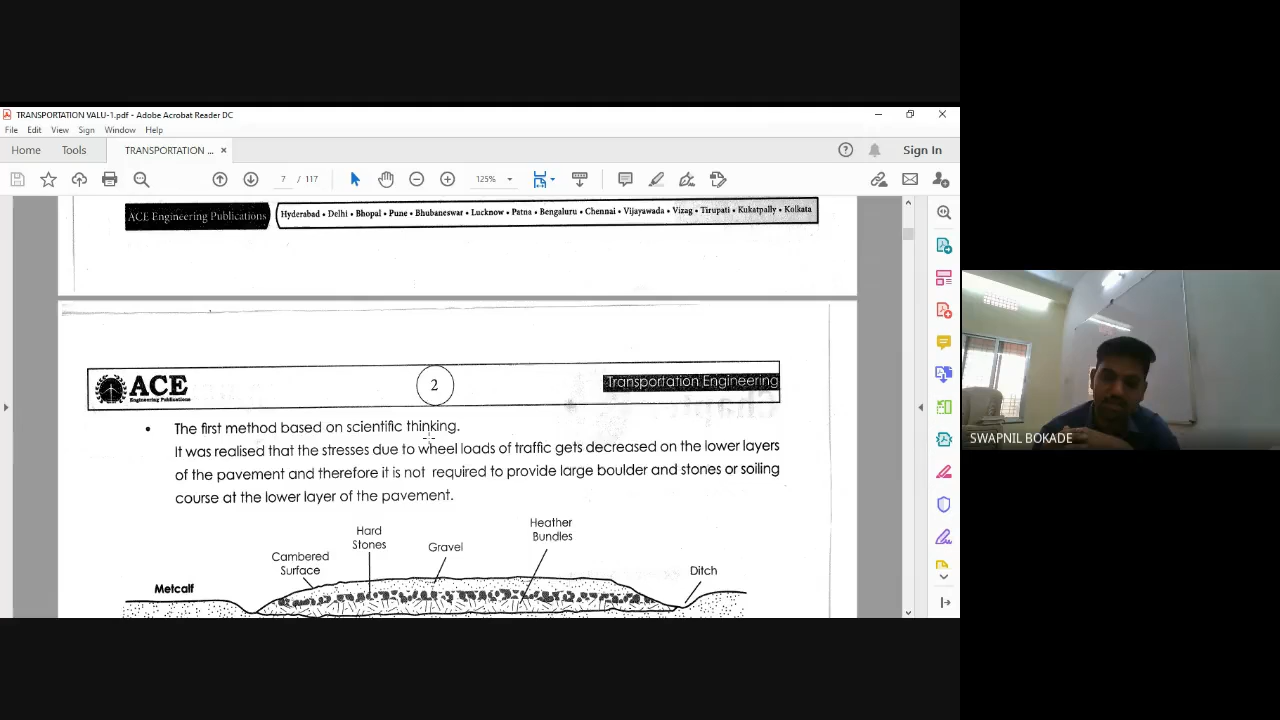 TRANSPORTATION VALU-1.pdf - Adobe Acrobat Reader DC
File Edit View Sign Window Help
Home Tools TRANSPORTATION ... × Sign In
7 / 117 125%
ACE Engineering Publications Hyderabad • Delhi • Bhopal • Pune • Bhubaneswar • Lucknow • Patna • Bengaluru • Chennai • Vijayawada • Vizag • Tirupati • Kukatpally • Kolkata
ACE
Engineering Publications
2
Transportation Engineering
• The first method based on scientific thinking.
It was realised that the stresses due to wheel loads of traffic gets decreased on the lower layers
of the pavement and therefore it is not required to provide large boulder and stones or soiling
course at the lower layer of the pavement.
Cambered
Surface
Hard
Stones
Gravel
Heather
Bundles
Ditch
Metcalf
SWAPNIL BOKADE